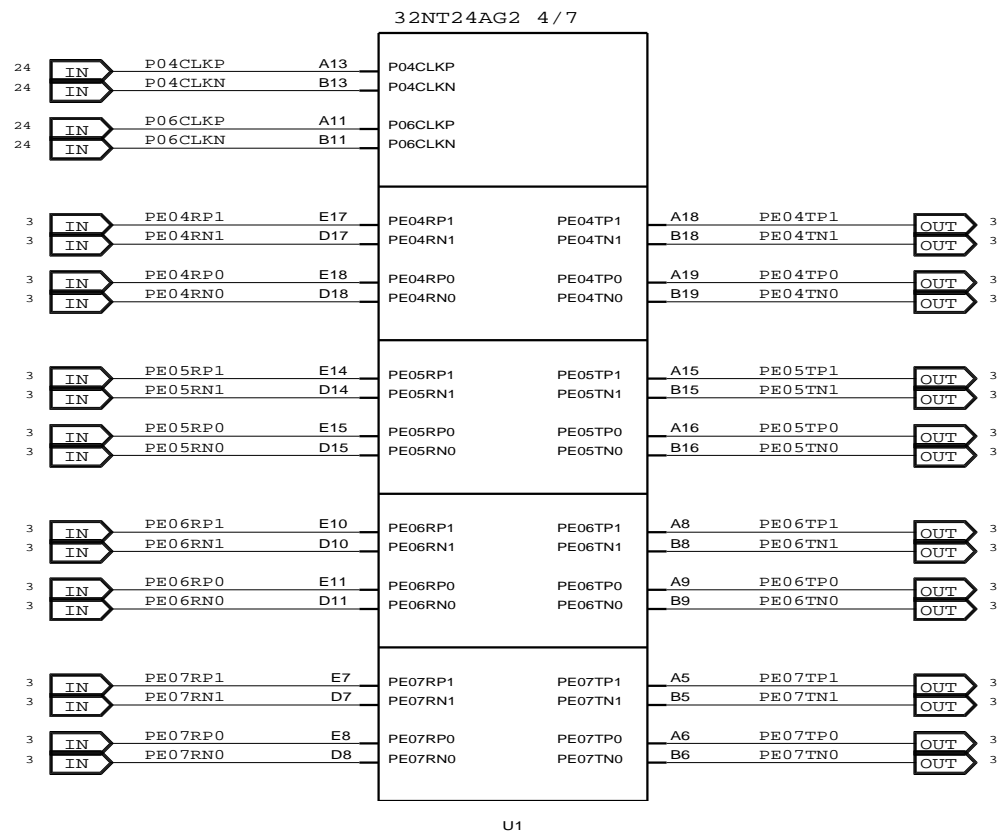 32NT24AG2 4/7
24 IN P04CLKP A13 P04CLKP
24 IN P04CLKN B13 P04CLKN
24 IN P06CLKP A11 P06CLKP
24 IN P06CLKN B11 P06CLKN
3 IN PE04RP1 E17 PE04RP1 PE04TP1 A18 PE04TP1 OUT 3
3 IN PE04RN1 D17 PE04RN1 PE04TN1 B18 PE04TN1 OUT 3
3 IN PE04RP0 E18 PE04RP0 PE04TP0 A19 PE04TP0 OUT 3
3 IN PE04RN0 D18 PE04RN0 PE04TN0 B19 PE04TN0 OUT 3
3 IN PE05RP1 E14 PE05RP1 PE05TP1 A15 PE05TP1 OUT 3
3 IN PE05RN1 D14 PE05RN1 PE05TN1 B15 PE05TN1 OUT 3
3 IN PE05RP0 E15 PE05RP0 PE05TP0 A16 PE05TP0 OUT 3
3 IN PE05RN0 D15 PE05RN0 PE05TN0 B16 PE05TN0 OUT 3
3 IN PE06RP1 E10 PE06RP1 PE06TP1 A8 PE06TP1 OUT 3
3 IN PE06RN1 D10 PE06RN1 PE06TN1 B8 PE06TN1 OUT 3
3 IN PE06RP0 E11 PE06RP0 PE06TP0 A9 PE06TP0 OUT 3
3 IN PE06RN0 D11 PE06RN0 PE06TN0 B9 PE06TN0 OUT 3
3 IN PE07RP1 E7 PE07RP1 PE07TP1 A5 PE07TP1 OUT 3
3 IN PE07RN1 D7 PE07RN1 PE07TN1 B5 PE07TN1 OUT 3
3 IN PE07RP0 E8 PE07RP0 PE07TP0 A6 PE07TP0 OUT 3
3 IN PE07RN0 D8 PE07RN0 PE07TN0 B6 PE07TN0 OUT 3
U1